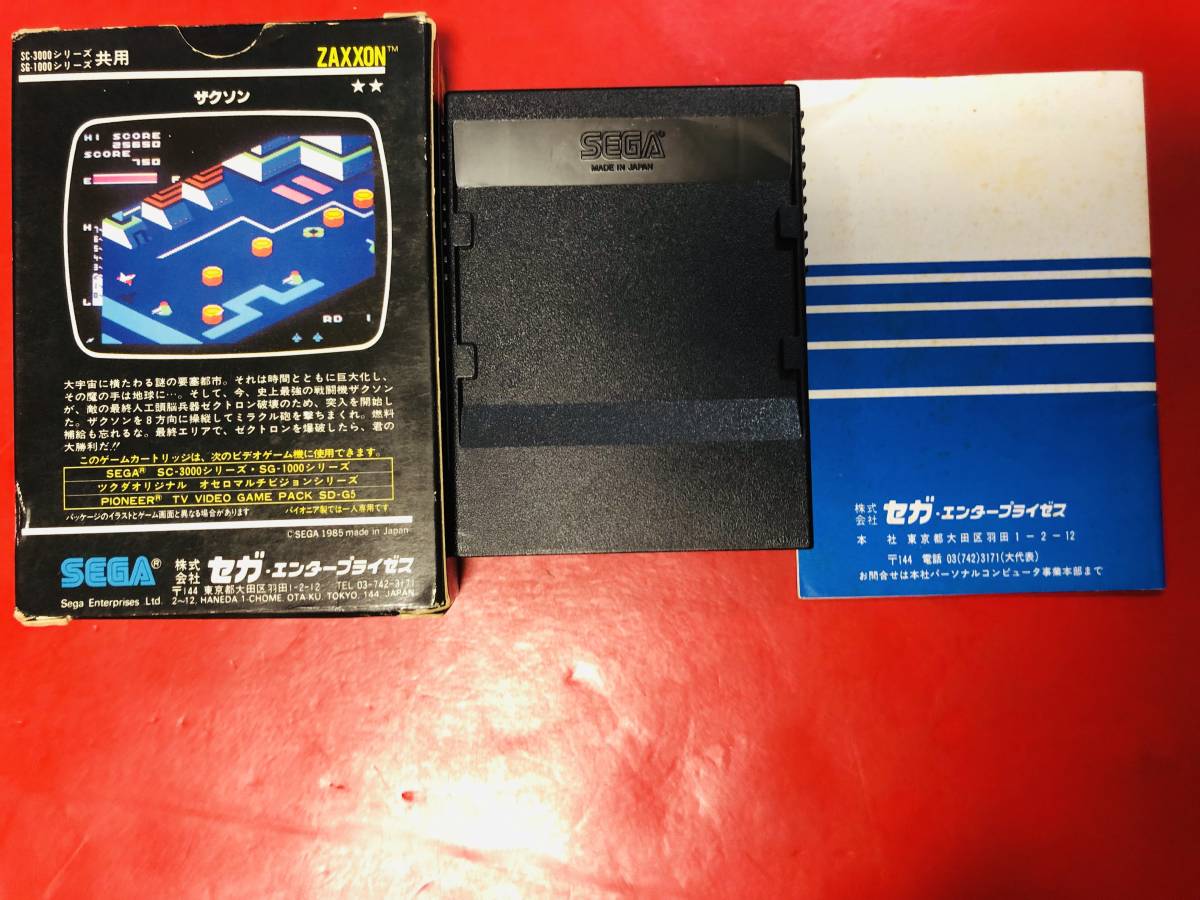 SC-3000シリーズ
SG-1000シリーズ 共用
ZAXXON™
★★
ザクソン
HI SCORE
25850
SCORE
750
E F
H
L
RD 1
大宇宙に横たわる謎の要塞都市。それは時間とともに巨大化し、
その魔の手は地球に…。そして、今、史上最強の戦闘機ザクソン
が、敵の最終人工頭脳兵器ゼクトロン破壊のため、突入を開始し
た。ザクソンを8方向に操縦してミラクル砲を撃ちまくれ。燃料
補給も忘れるな。最終エリアで、ゼクトロンを爆破したら、君の
大勝利だ!!
このゲームカートリッジは、次のビデオゲーム機に使用できます。
SEGA® SC-3000シリーズ・SG-1000シリーズ
ツクダオリジナル オセロマルチビジョンシリーズ
PIONEER® TV VIDEO GAME PACK SD-G5
パッケージのイラストとゲーム画面と異なる場合があります パイオニア製では一人専用です
© SEGA 1985 made in Japan
SEGA® 株式会社 セガ・エンタープライゼス
〒144 東京都大田区羽田1-2-12 TEL 03-742-3171
Sega Enterprises Ltd. 2~12, HANEDA 1-CHOME, OTA-KU, TOKYO, 144, JAPAN
SEGA®
MADE IN JAPAN
株式会社 セガ・エンタープライゼス
本 社 東京都大田区羽田1-2-12
〒144 電話 03(742)3171(大代表)
お問合せは本社パーソナルコンピュータ事業本部まで